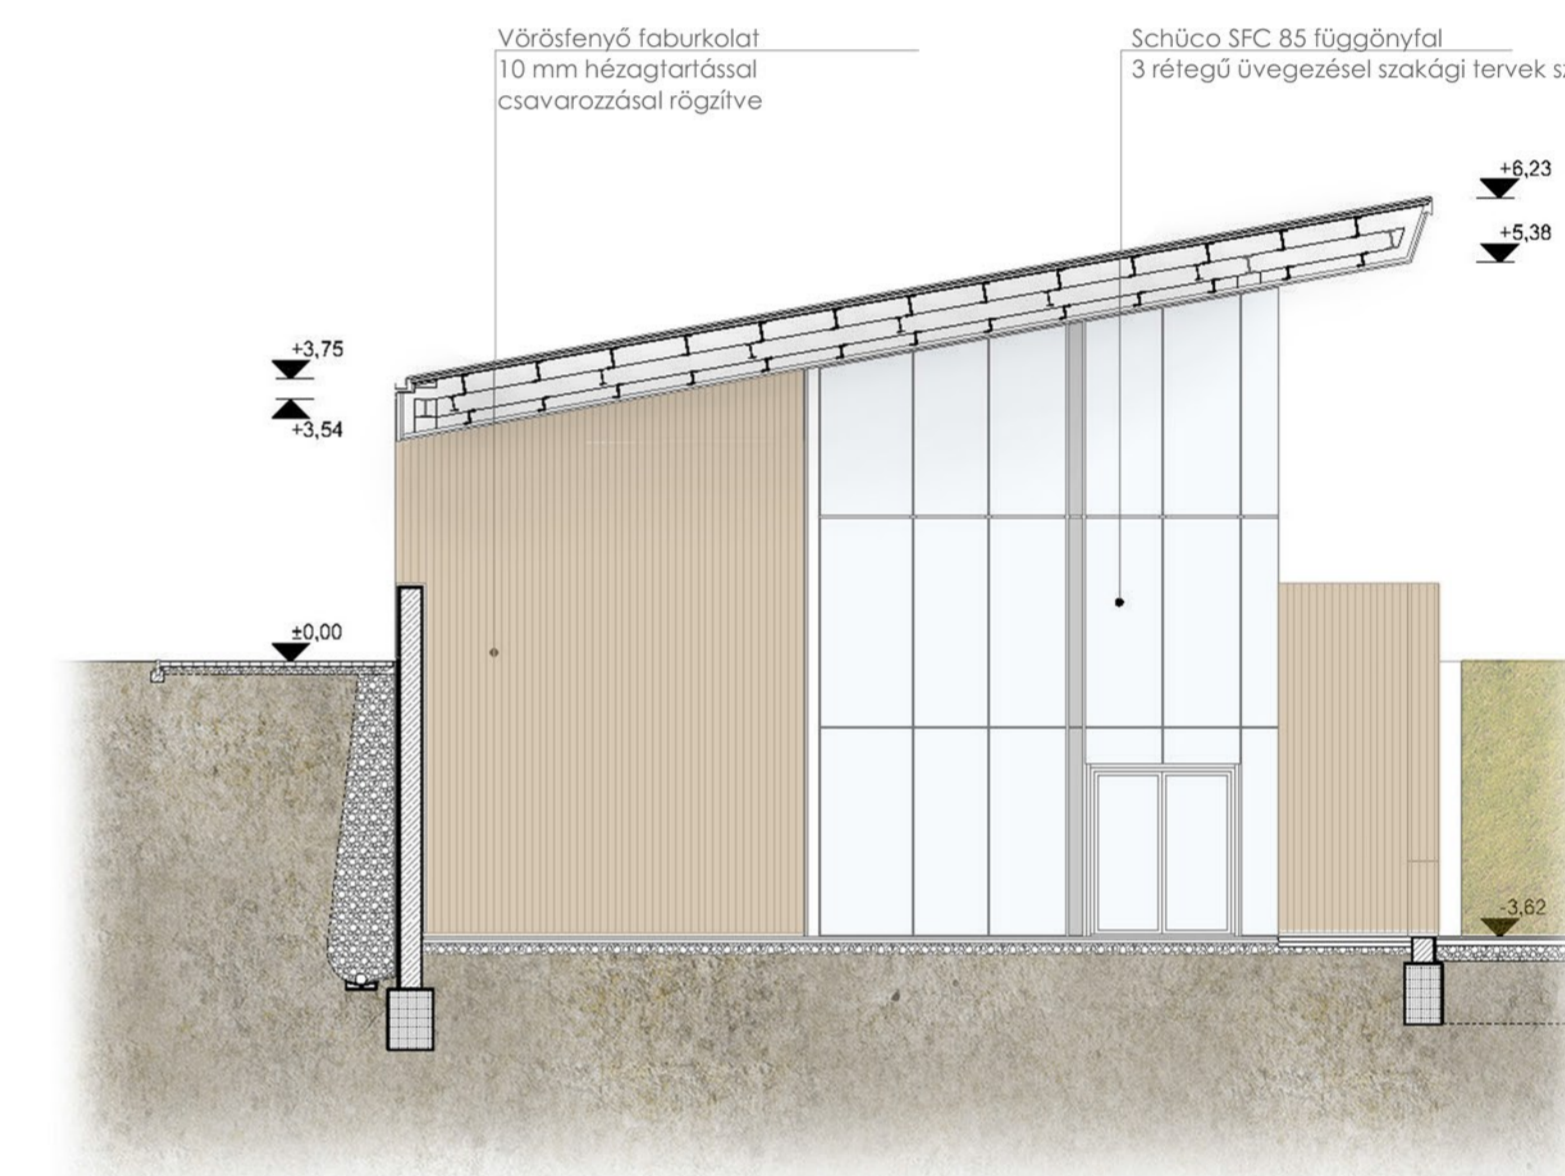 Vörösfenyő faburkolat
10 mm hézagtartással
csavarozzásal rögzítve
Schüco SFC 85 függönyfal
3 rétegű üvegezésel szakági tervek
+6,23
+5,38
+3,75
+3,54
±0,00
-3,62